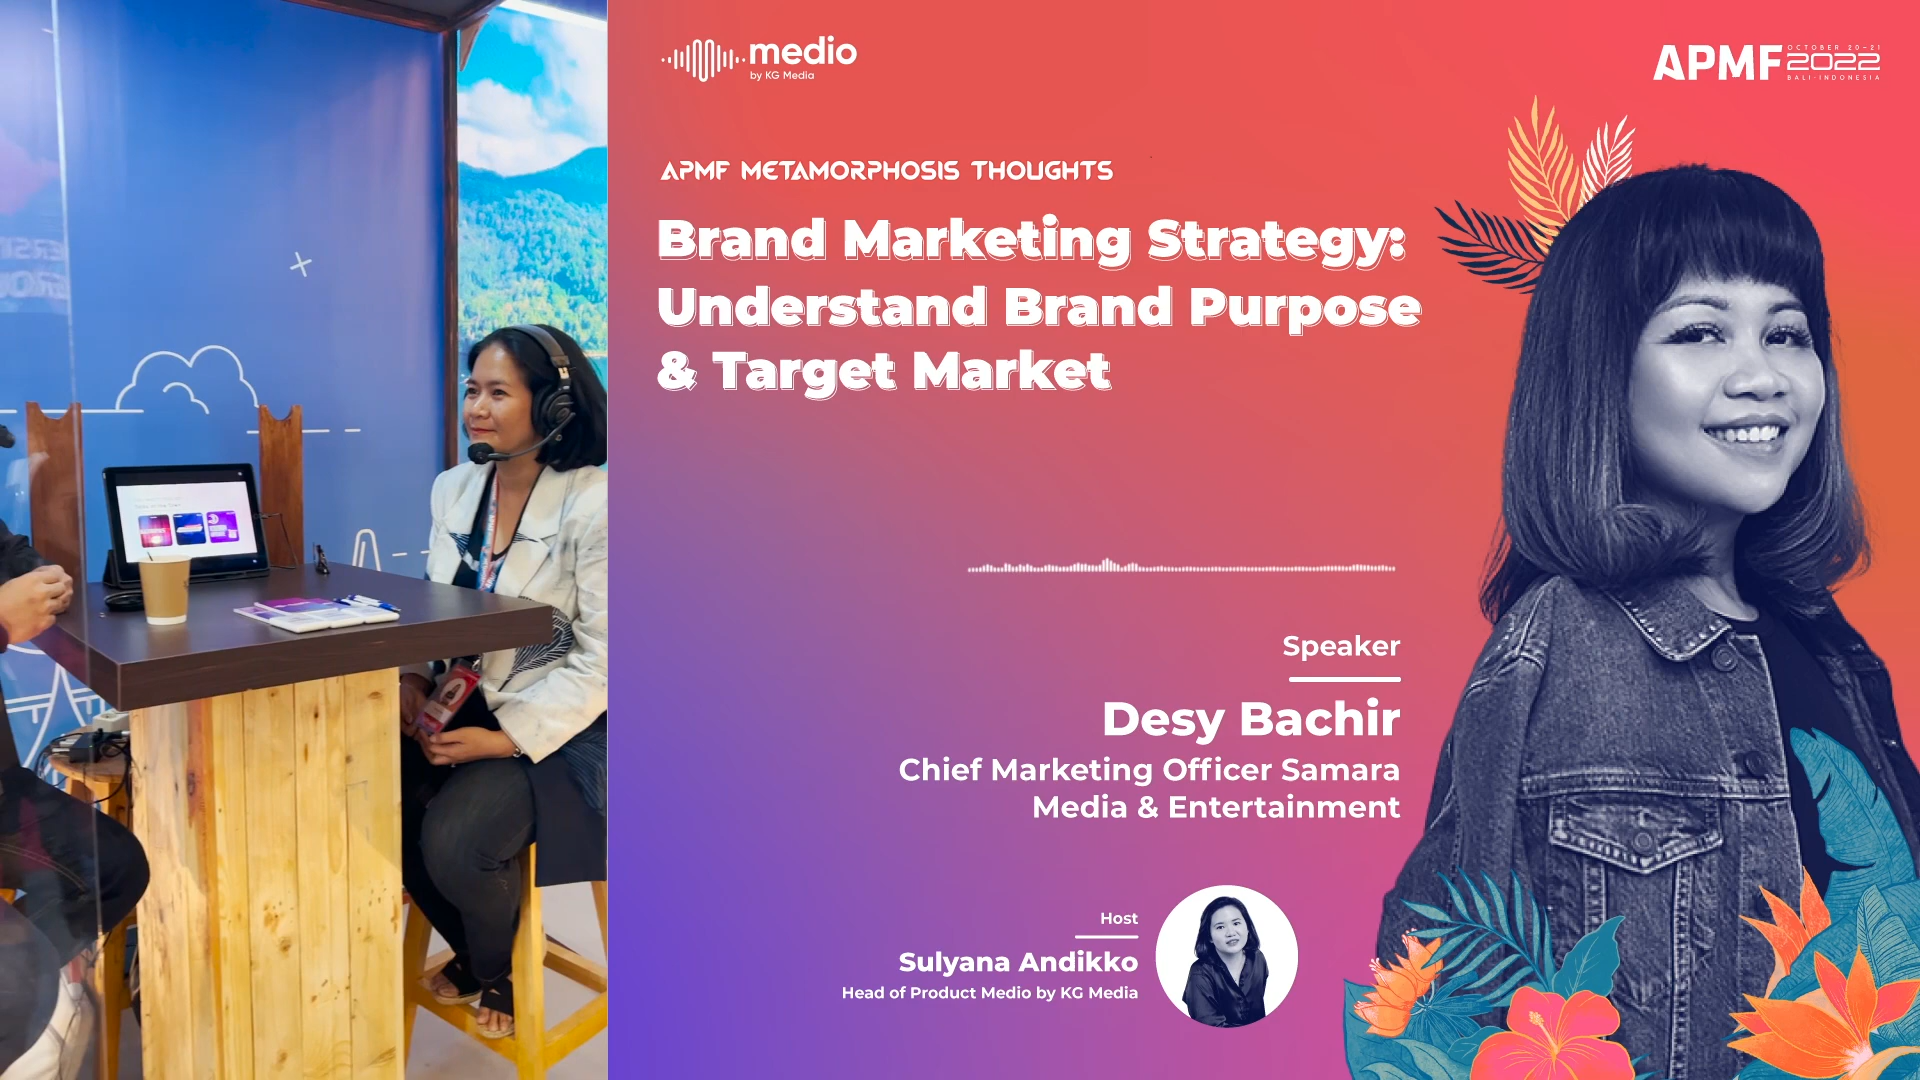 medio
by KG Media
APMF
OCTOBER 20-21
2022
BALI-INDONESIA
APMF METAMORPHOSIS THOUGHTS
Brand Marketing Strategy:
Understand Brand Purpose
& Target Market
Speaker
Desy Bachir
Chief Marketing Officer Samara
Media & Entertainment
Host
Sulyana Andikko
Head of Product Medio by KG Media